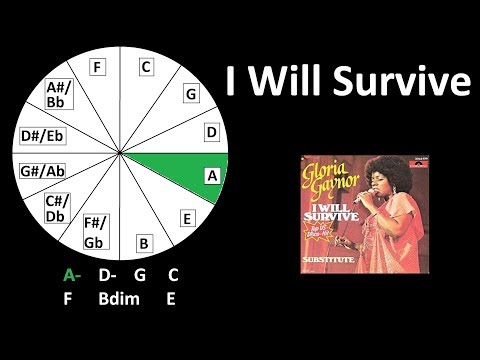 I Will Survive
F
C
G
D
A
E
B
F#/
Gb
C#/
Db
G#/Ab
D#/Eb
A#/
Bb
A- D- G C
F Bdim E
Gloria
Gaynor
I WILL
SURVIVE
SUBSTITUTE